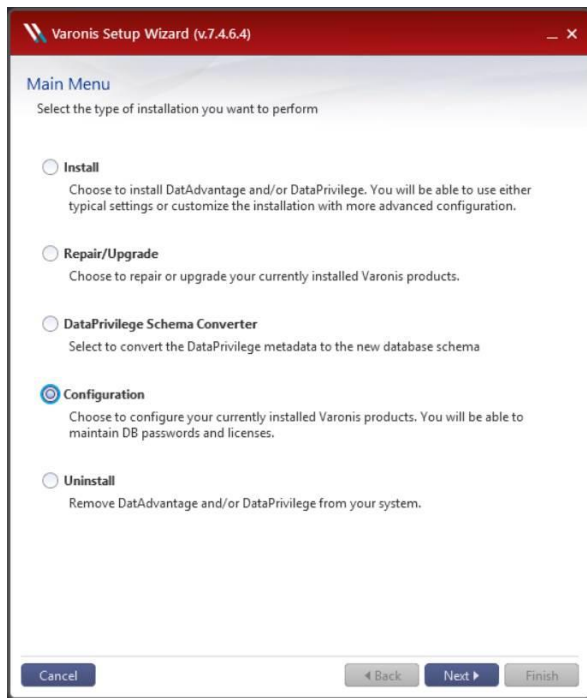 Varonis Setup Wizard (v.7.4.6.4)
Main Menu
Select the type of installation you want to perform
Install
Choose to install DatAdvantage and/or DataPrivilege. You will be able to use either
typical settings or customize the installation with more advanced configuration.
Repair/Upgrade
Choose to repair or upgrade your currently installed Varonis products.
DataPrivilege Schema Converter
Select to convert the DataPrivilege metadata to the new database schema
Configuration
Choose to configure your currently installed Varonis products. You will be able to
maintain DB passwords and licenses.
Uninstall
Remove DatAdvantage and/or DataPrivilege from your system.
Cancel Back Next Finish